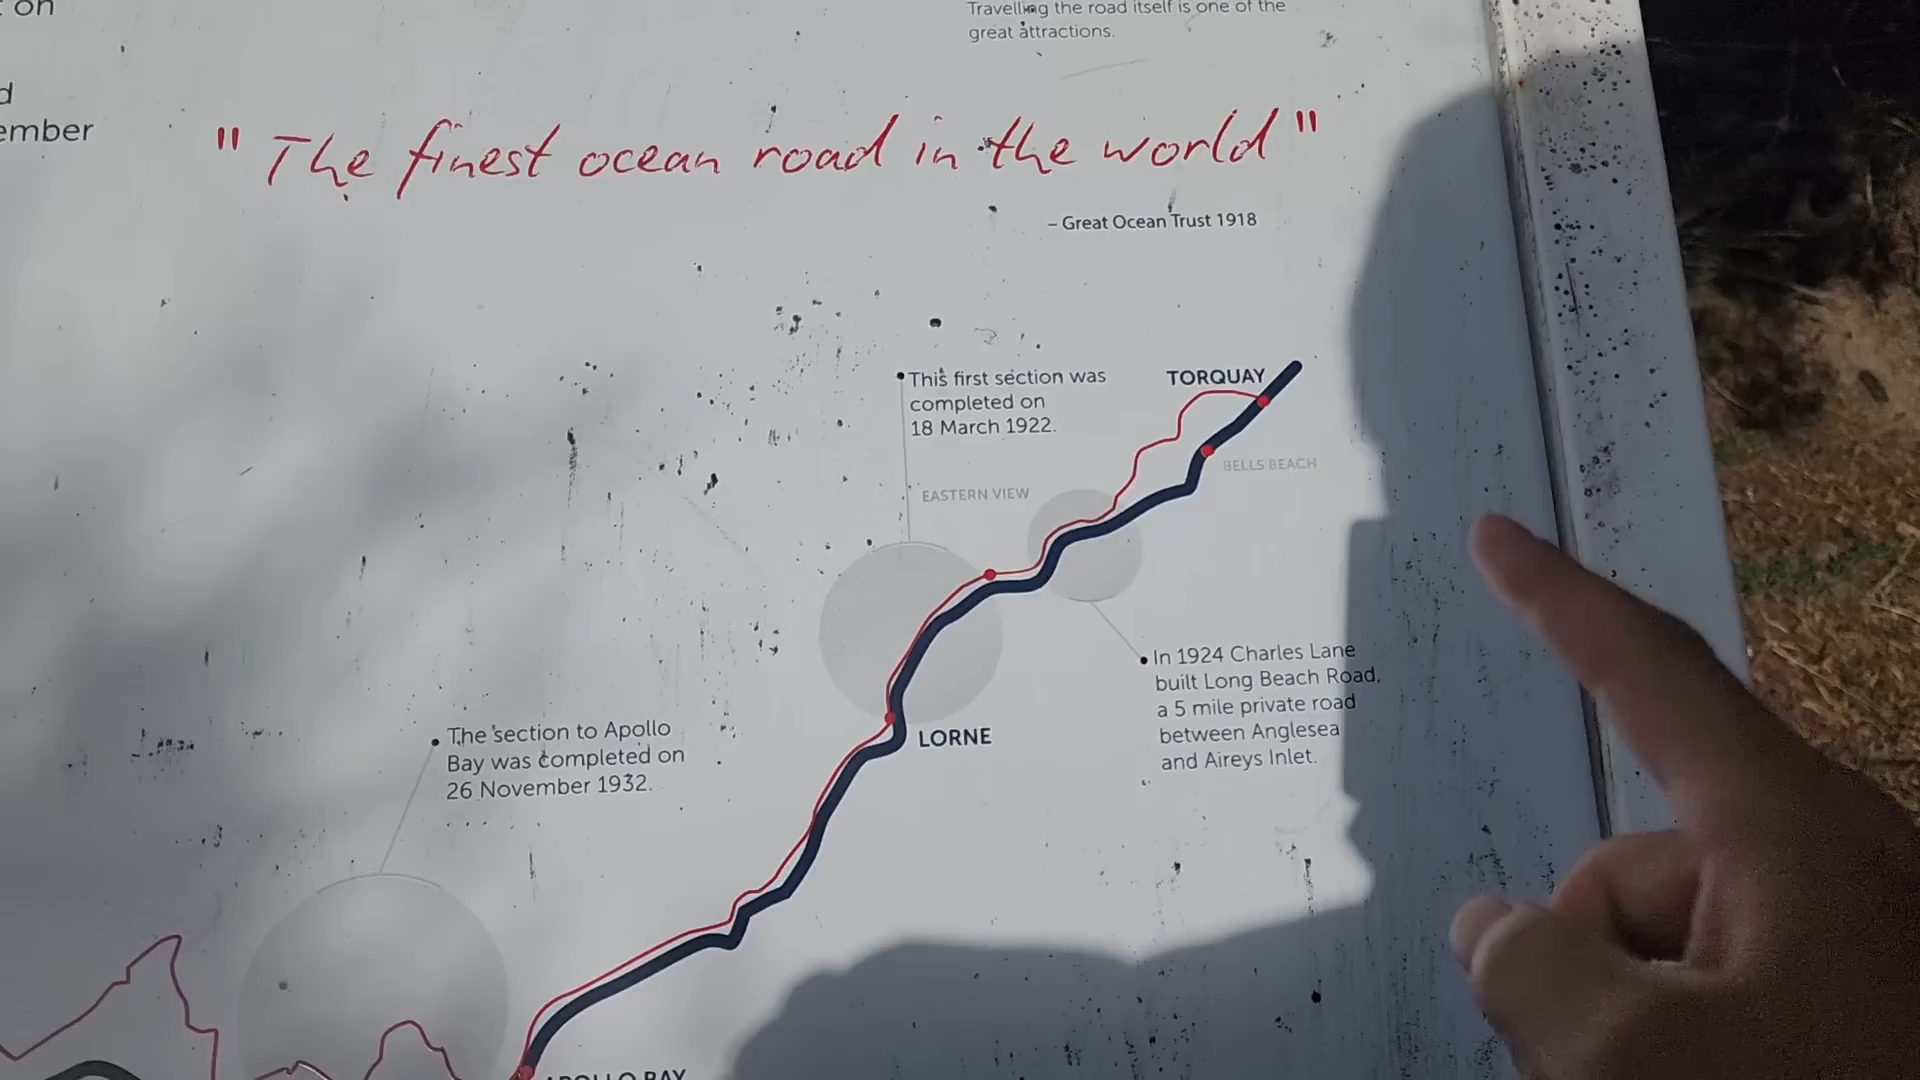 on
d
ember
Travelling the road itself is one of the
great attractions.
"The finest ocean road in the world"
– Great Ocean Trust 1918
This first section was
completed on
18 March 1922.
TORQUAY
BELLS BEACH
EASTERN VIEW
In 1924 Charles Lane
built Long Beach Road,
a 5 mile private road
between Anglesea
and Aireys Inlet.
LORNE
The section to Apollo
Bay was completed on
26 November 1932.
APOLLO BAY